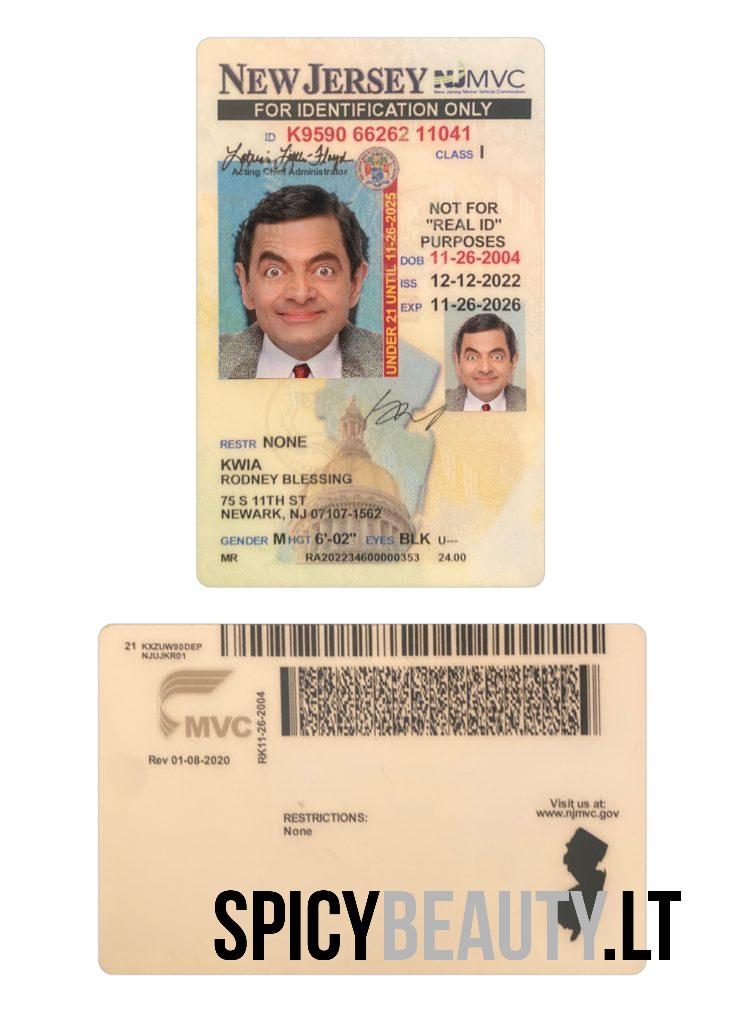 NEW JERSEY NJMVC
New Jersey Motor Vehicle Commission
FOR IDENTIFICATION ONLY
ID K9590 66262 11041
Acting Chief Administrator
CLASS I
UNDER 21 UNTIL 11-26-2025
NOT FOR
"REAL ID"
PURPOSES
DOB 11-26-2004
ISS 12-12-2022
EXP 11-26-2026
RESTR NONE
KWIA
RODNEY BLESSING
75 S 11TH ST
NEWARK, NJ 07107-1562
GENDER M HGT 6'-02" EYES BLK U---
MR RA202234600000353 24.00
21 KXZUW90DEP
NJUJKR01
MVC
RK11-26-2004
Rev 01-08-2020
RESTRICTIONS:
None
Visit us at:
www.njmvc.gov
SPICYBEAUTY.LT